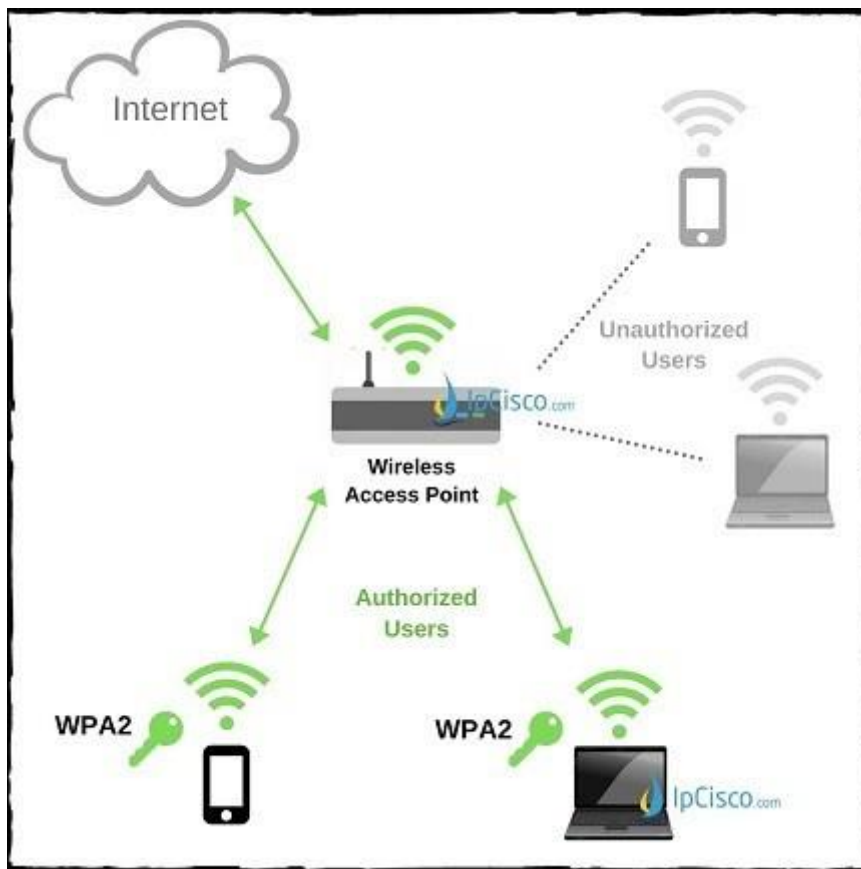 Internet
Unauthorized
Users
IpCisco.com
Wireless
Access Point
Authorized
Users
WPA2
WPA2
IpCisco.com